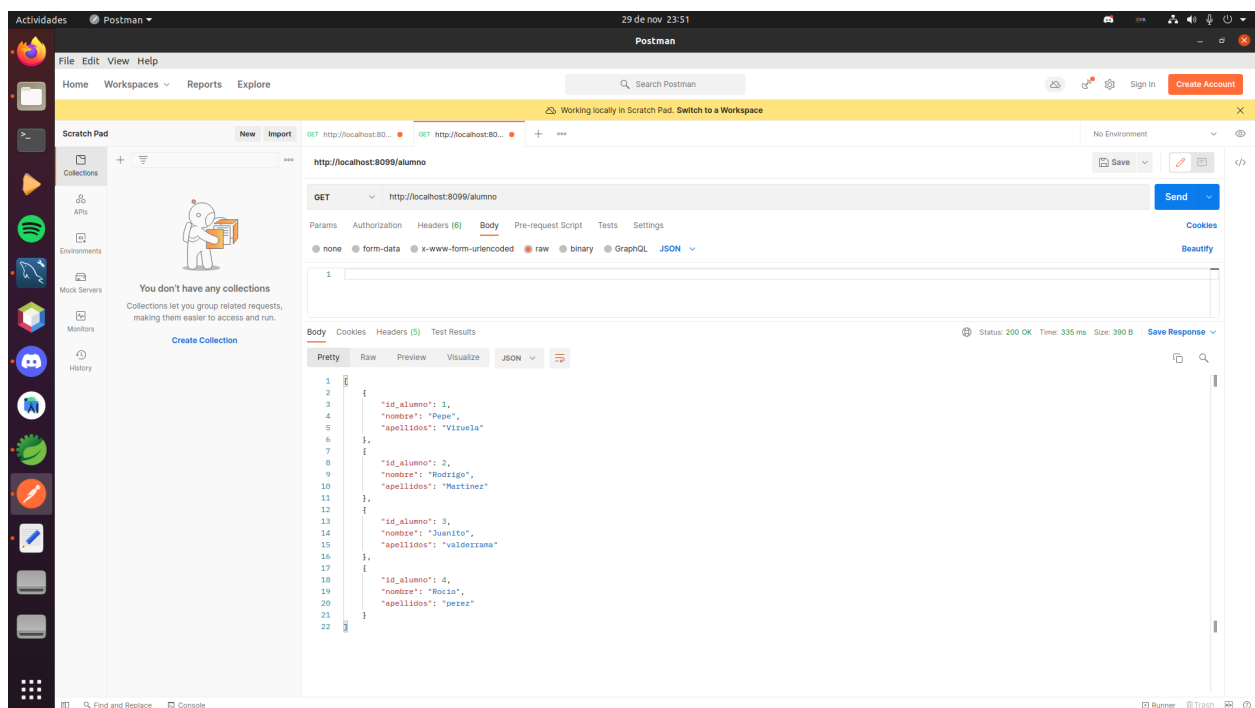 Actividades Postman 29 de nov 23:51
Postman
File Edit View Help
Home Workspaces Reports Explore Search Postman Sign In Create Account
Working locally in Scratch Pad. Switch to a Workspace
Scratch Pad New Import GET http://localhost:80... GET http://localhost:80... No Environment
Collections
APIs
Environments
Mock Servers
Monitors
History
You don't have any collections
Collections let you group related requests,
making them easier to access and run.
Create Collection
http://localhost:8099/alumno Save
GET http://localhost:8099/alumno Send
Params Authorization Headers (6) Body Pre-request Script Tests Settings Cookies
none form-data x-www-form-urlencoded raw binary GraphQL JSON Beautify
1
Body Cookies Headers (5) Test Results Status: 200 OK Time: 335 ms Size: 390 B Save Response
Pretty Raw Preview Visualize JSON
1 [
2 {
3 "id_alumno": 1,
4 "nombre": "Pepe",
5 "apellidos": "Viruela"
6 },
7 {
8 "id_alumno": 2,
9 "nombre": "Rodrigo",
10 "apellidos": "Martinez"
11 },
12 {
13 "id_alumno": 3,
14 "nombre": "Juanito",
15 "apellidos": "valderrama"
16 },
17 {
18 "id_alumno": 4,
19 "nombre": "Rocio",
20 "apellidos": "perez"
21 }
22 ]
Find and Replace Console Runner Trash